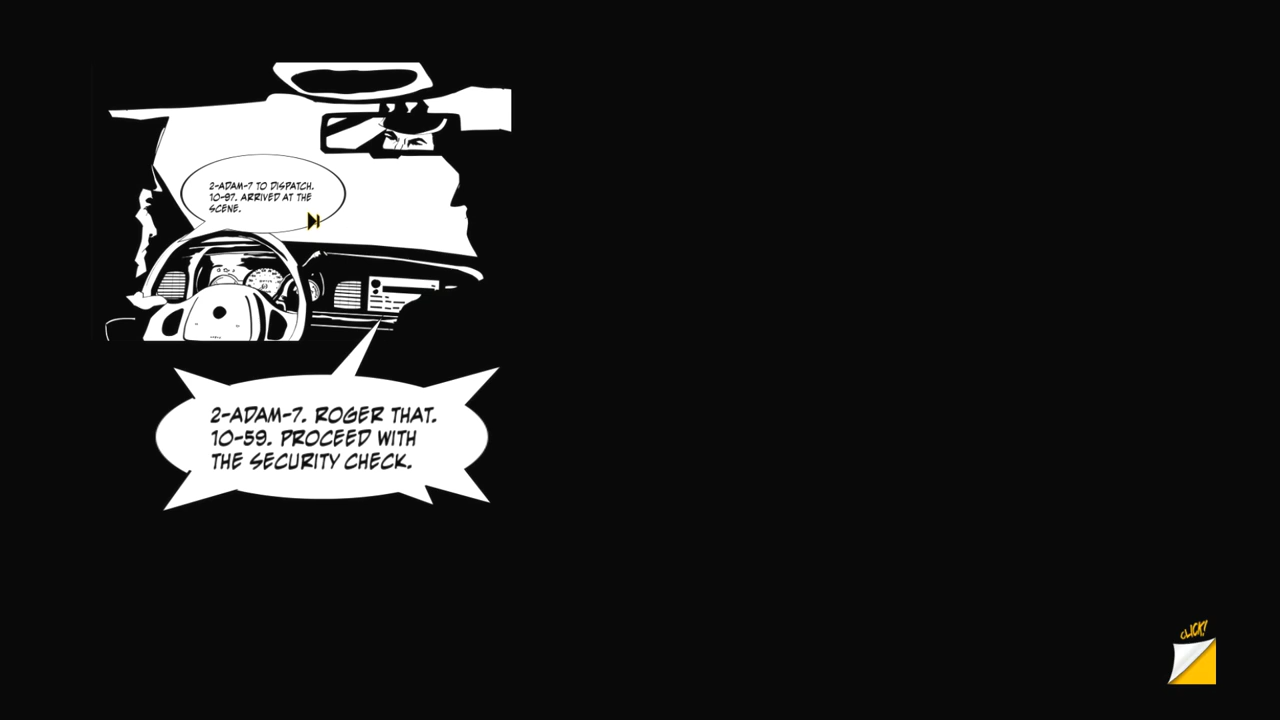 2-ADAM-7 TO DISPATCH.
10-97. ARRIVED AT THE
SCENE.
2-ADAM-7. ROGER THAT.
10-59. PROCEED WITH
THE SECURITY CHECK.
CLICK!